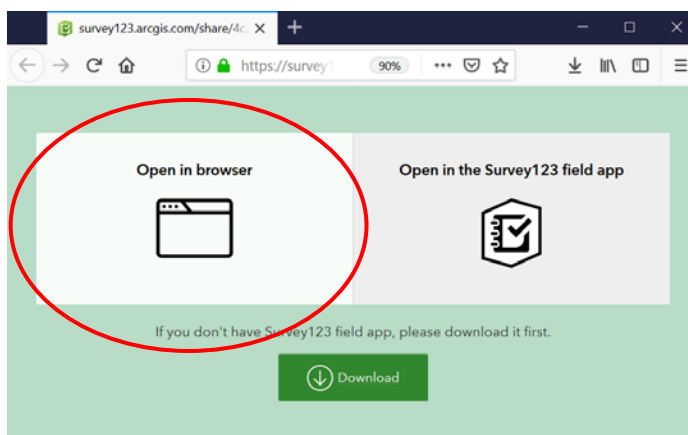 survey123.arcgis.com/share/4c
https://survey1
90%
Open in browser
Open in the Survey123 field app
If you don't have Survey123 field app, please download it first.
Download